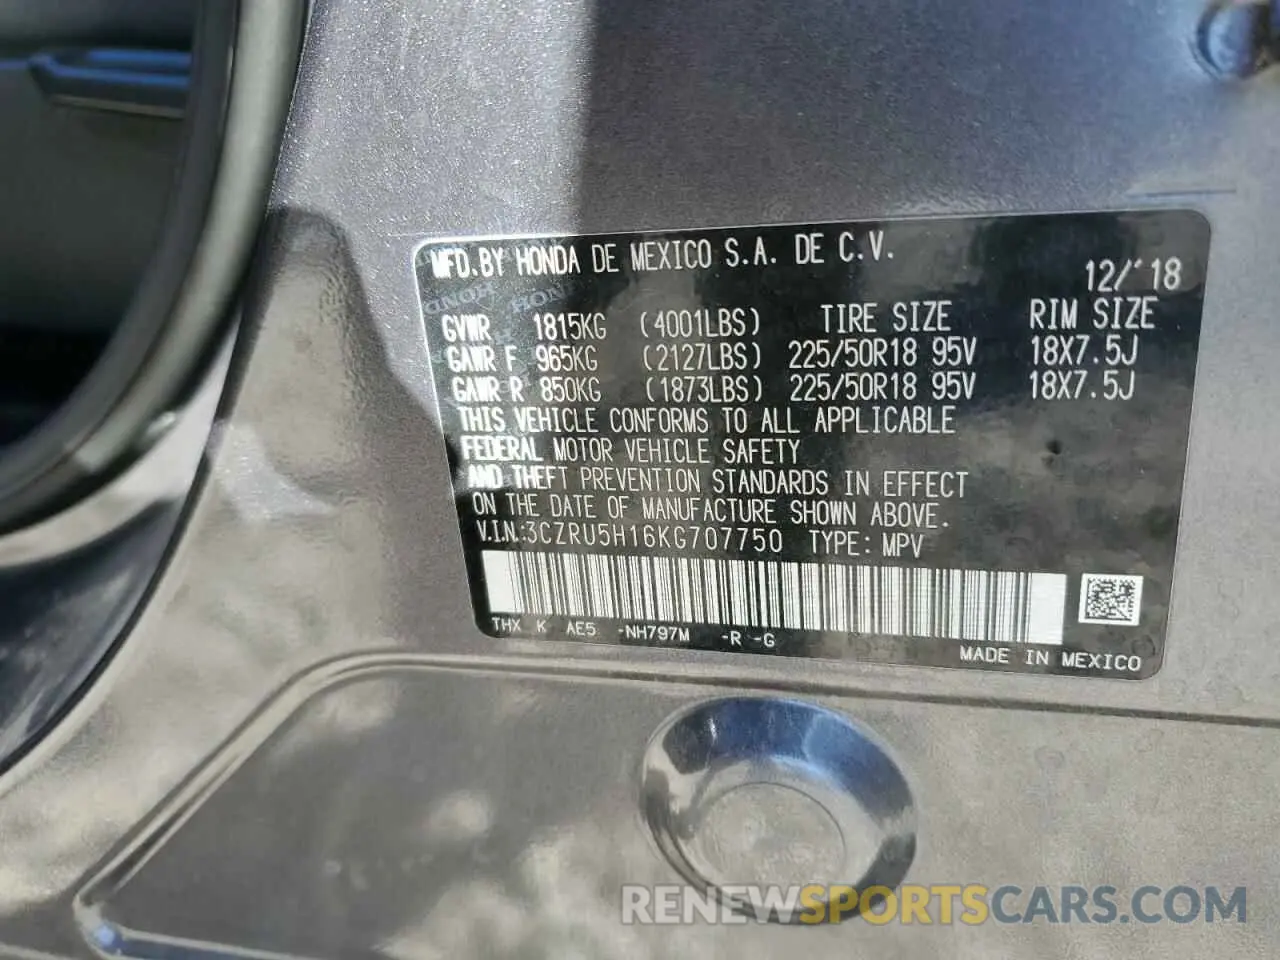 MFD.BY HONDA DE MEXICO S.A. DE C.V.
12/'18
GVWR 1815KG (4001LBS) TIRE SIZE RIM SIZE
GAWR F 965KG (2127LBS) 225/50R18 95V 18X7.5J
GAWR R 850KG (1873LBS) 225/50R18 95V 18X7.5J
THIS VEHICLE CONFORMS TO ALL APPLICABLE
FEDERAL MOTOR VEHICLE SAFETY
AND THEFT PREVENTION STANDARDS IN EFFECT
ON THE DATE OF MANUFACTURE SHOWN ABOVE.
V.I.N:3CZRU5H16KG707750 TYPE: MPV
THX K AE5 -NH797M -R -G
MADE IN MEXICO
RENEWSPORTSCARS.COM